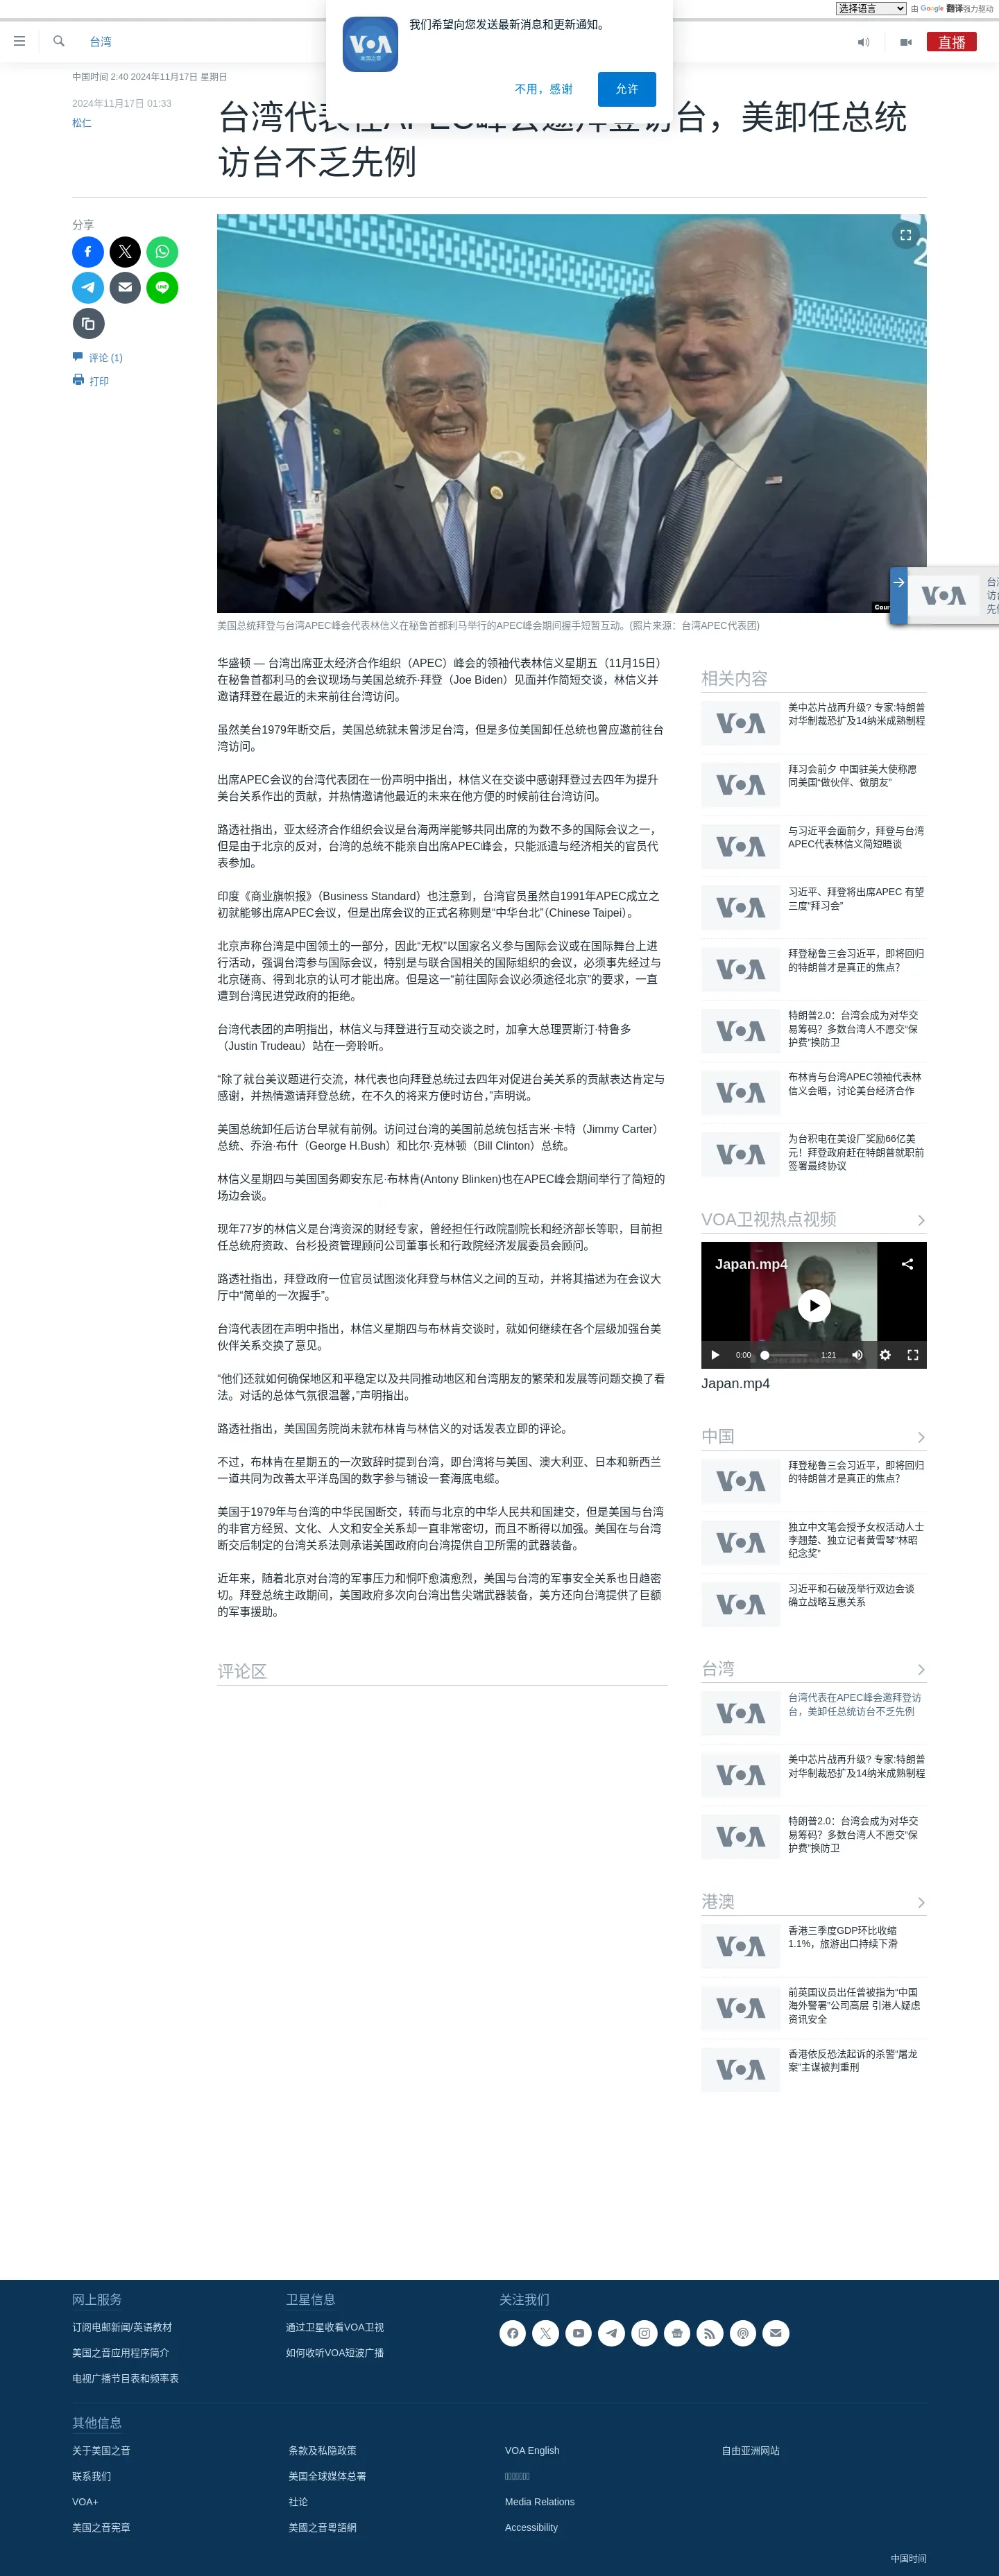 选择语言 由 Google 翻译强力驱动
我们希望向您发送最新消息和更新通知。
VOA
美国之音
不用，感谢
允许
台湾
直播
中国时间 2:40 2024年11月17日 星期日
2024年11月17日 01:33
松仁
台湾代表在APEC峰会邀拜登访台，美卸任总统
访台不乏先例
分享
评论 (1)
打印
Cour
VOA
台湾
访台
先例
美国总统拜登与台湾APEC峰会代表林信义在秘鲁首都利马举行的APEC峰会期间握手短暂互动。(照片来源：台湾APEC代表团)
华盛顿 — 台湾出席亚太经济合作组织（APEC）峰会的领袖代表林信义星期五（11月15日）
在秘鲁首都利马的会议现场与美国总统乔·拜登（Joe Biden）见面并作简短交谈，林信义并
邀请拜登在最近的未来前往台湾访问。
虽然美台1979年断交后，美国总统就未曾涉足台湾，但是多位美国卸任总统也曾应邀前往台
湾访问。
出席APEC会议的台湾代表团在一份声明中指出，林信义在交谈中感谢拜登过去四年为提升
美台关系作出的贡献，并热情邀请他最近的未来在他方便的时候前往台湾访问。
路透社指出，亚太经济合作组织会议是台海两岸能够共同出席的为数不多的国际会议之一，
但是由于北京的反对，台湾的总统不能亲自出席APEC峰会，只能派遣与经济相关的官员代
表参加。
印度《商业旗帜报》（Business Standard）也注意到，台湾官员虽然自1991年APEC成立之
初就能够出席APEC会议，但是出席会议的正式名称则是“中华台北”（Chinese Taipei）。
北京声称台湾是中国领土的一部分，因此“无权”以国家名义参与国际会议或在国际舞台上进
行活动，强调台湾参与国际会议，特别是与联合国相关的国际组织的会议，必须事先经过与
北京磋商、得到北京的认可才能出席。但是这一“前往国际会议必须途径北京”的要求，一直
遭到台湾民进党政府的拒绝。
台湾代表团的声明指出，林信义与拜登进行互动交谈之时，加拿大总理贾斯汀·特鲁多
（Justin Trudeau）站在一旁聆听。
“除了就台美议题进行交流，林代表也向拜登总统过去四年对促进台美关系的贡献表达肯定与
感谢，并热情邀请拜登总统，在不久的将来方便时访台，”声明说。
美国总统卸任后访台早就有前例。访问过台湾的美国前总统包括吉米·卡特（Jimmy Carter）
总统、乔治·布什（George H.Bush）和比尔·克林顿（Bill Clinton）总统。
林信义星期四与美国国务卿安东尼·布林肯(Antony Blinken)也在APEC峰会期间举行了简短的
场边会谈。
现年77岁的林信义是台湾资深的财经专家，曾经担任行政院副院长和经济部长等职，目前担
任总统府资政、台杉投资管理顾问公司董事长和行政院经济发展委员会顾问。
路透社指出，拜登政府一位官员试图淡化拜登与林信义之间的互动，并将其描述为在会议大
厅中“简单的一次握手”。
台湾代表团在声明中指出，林信义星期四与布林肯交谈时，就如何继续在各个层级加强台美
伙伴关系交换了意见。
“他们还就如何确保地区和平稳定以及共同推动地区和台湾朋友的繁荣和发展等问题交换了看
法。对话的总体气氛很温馨，”声明指出。
路透社指出，美国国务院尚未就布林肯与林信义的对话发表立即的评论。
不过，布林肯在星期五的一次致辞时提到台湾，即台湾将与美国、澳大利亚、日本和新西兰
一道共同为改善太平洋岛国的数字参与铺设一套海底电缆。
美国于1979年与台湾的中华民国断交，转而与北京的中华人民共和国建交，但是美国与台湾
的非官方经贸、文化、人文和安全关系却一直非常密切，而且不断得以加强。美国在与台湾
断交后制定的台湾关系法则承诺美国政府向台湾提供自卫所需的武器装备。
近年来，随着北京对台湾的军事压力和恫吓愈演愈烈，美国与台湾的军事安全关系也日趋密
切。拜登总统主政期间，美国政府多次向台湾出售尖端武器装备，美方还向台湾提供了巨额
的军事援助。
评论区
相关内容
VOA
美中芯片战再升级? 专家:特朗普
对华制裁恐扩及14纳米成熟制程
VOA
拜习会前夕 中国驻美大使称愿
同美国“做伙伴、做朋友”
VOA
与习近平会面前夕，拜登与台湾
APEC代表林信义简短晤谈
VOA
习近平、拜登将出席APEC 有望
三度“拜习会”
VOA
拜登秘鲁三会习近平，即将回归
的特朗普才是真正的焦点？
VOA
特朗普2.0：台湾会成为对华交
易筹码？多数台湾人不愿交“保
护费”换防卫
VOA
布林肯与台湾APEC领袖代表林
信义会晤，讨论美台经济合作
VOA
为台积电在美设厂奖励66亿美
元！拜登政府赶在特朗普就职前
签署最终协议
VOA卫视热点视频
Japan.mp4
0:00 1:21
Japan.mp4
中国
VOA
拜登秘鲁三会习近平，即将回归
的特朗普才是真正的焦点？
VOA
独立中文笔会授予女权活动人士
李翘楚、独立记者黄雪琴“林昭
纪念奖”
VOA
习近平和石破茂举行双边会谈
确立战略互惠关系
台湾
VOA
台湾代表在APEC峰会邀拜登访
台，美卸任总统访台不乏先例
VOA
美中芯片战再升级? 专家:特朗普
对华制裁恐扩及14纳米成熟制程
VOA
特朗普2.0：台湾会成为对华交
易筹码？多数台湾人不愿交“保
护费”换防卫
港澳
VOA
香港三季度GDP环比收缩
1.1%，旅游出口持续下滑
VOA
前英国议员出任曾被指为“中国
海外警署”公司高层 引港人疑虑
资讯安全
VOA
香港依反恐法起诉的杀警“屠龙
案”主谋被判重刑
网上服务
订阅电邮新闻/英语教材
美国之音应用程序简介
电视广播节目表和频率表
卫星信息
通过卫星收看VOA卫视
如何收听VOA短波广播
关注我们
其他信息
关于美国之音
联系我们
VOA+
美国之音宪章
条款及私隐政策
美国全球媒体总署
社论
美國之音粵語網
VOA English
Media Relations
Accessibility
自由亚洲网站
中国时间